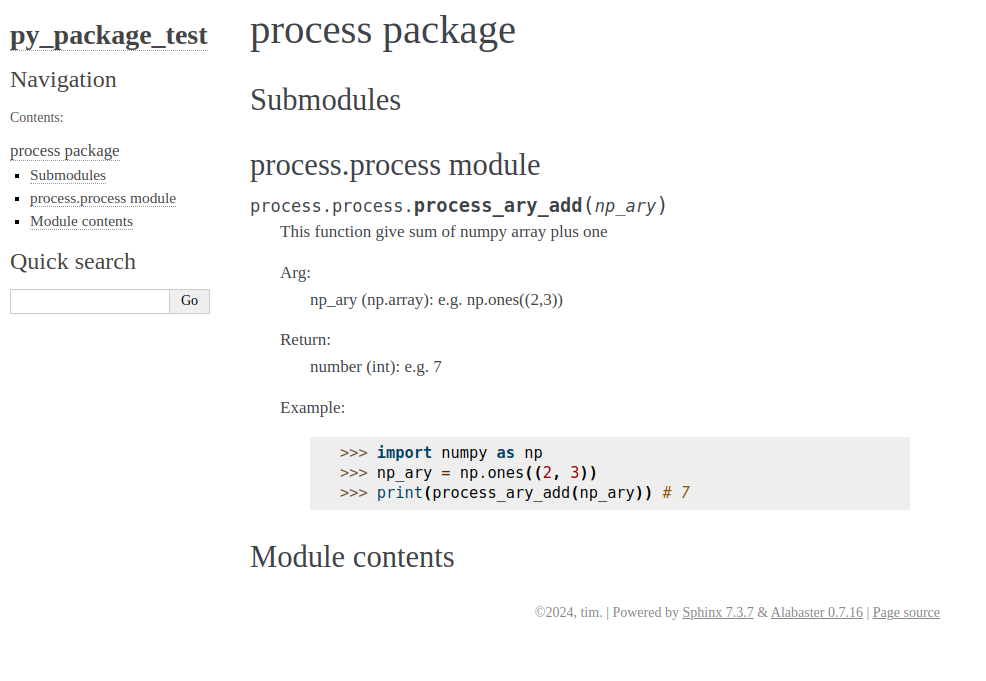 py_package_test
Navigation
Contents:
process package
Submodules
process.process module
Module contents
Quick search
Go
process package
Submodules
process.process module
process.process.process_ary_add(np_ary)
This function give sum of numpy array plus one
Arg:
np_ary (np.array): e.g. np.ones((2,3))
Return:
number (int): e.g. 7
Example:
>>> import numpy as np
>>> np_ary = np.ones((2, 3))
>>> print(process_ary_add(np_ary)) # 7
Module contents
©2024, tim. | Powered by Sphinx 7.3.7 & Alabaster 0.7.16 | Page source